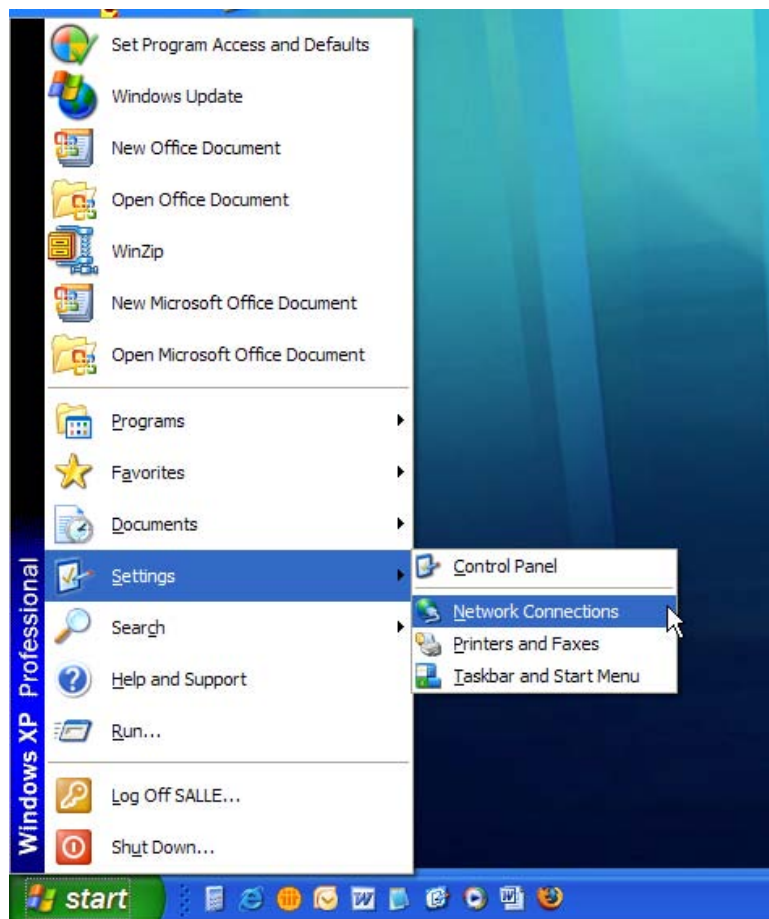 Set Program Access and Defaults
Windows Update
New Office Document
Open Office Document
WinZip
New Microsoft Office Document
Open Microsoft Office Document
Programs
Favorites
Documents
Settings
Search
Help and Support
Run...
Log Off SALLE...
Shut Down...
Control Panel
Network Connections
Printers and Faxes
Taskbar and Start Menu
Windows XP Professional
start